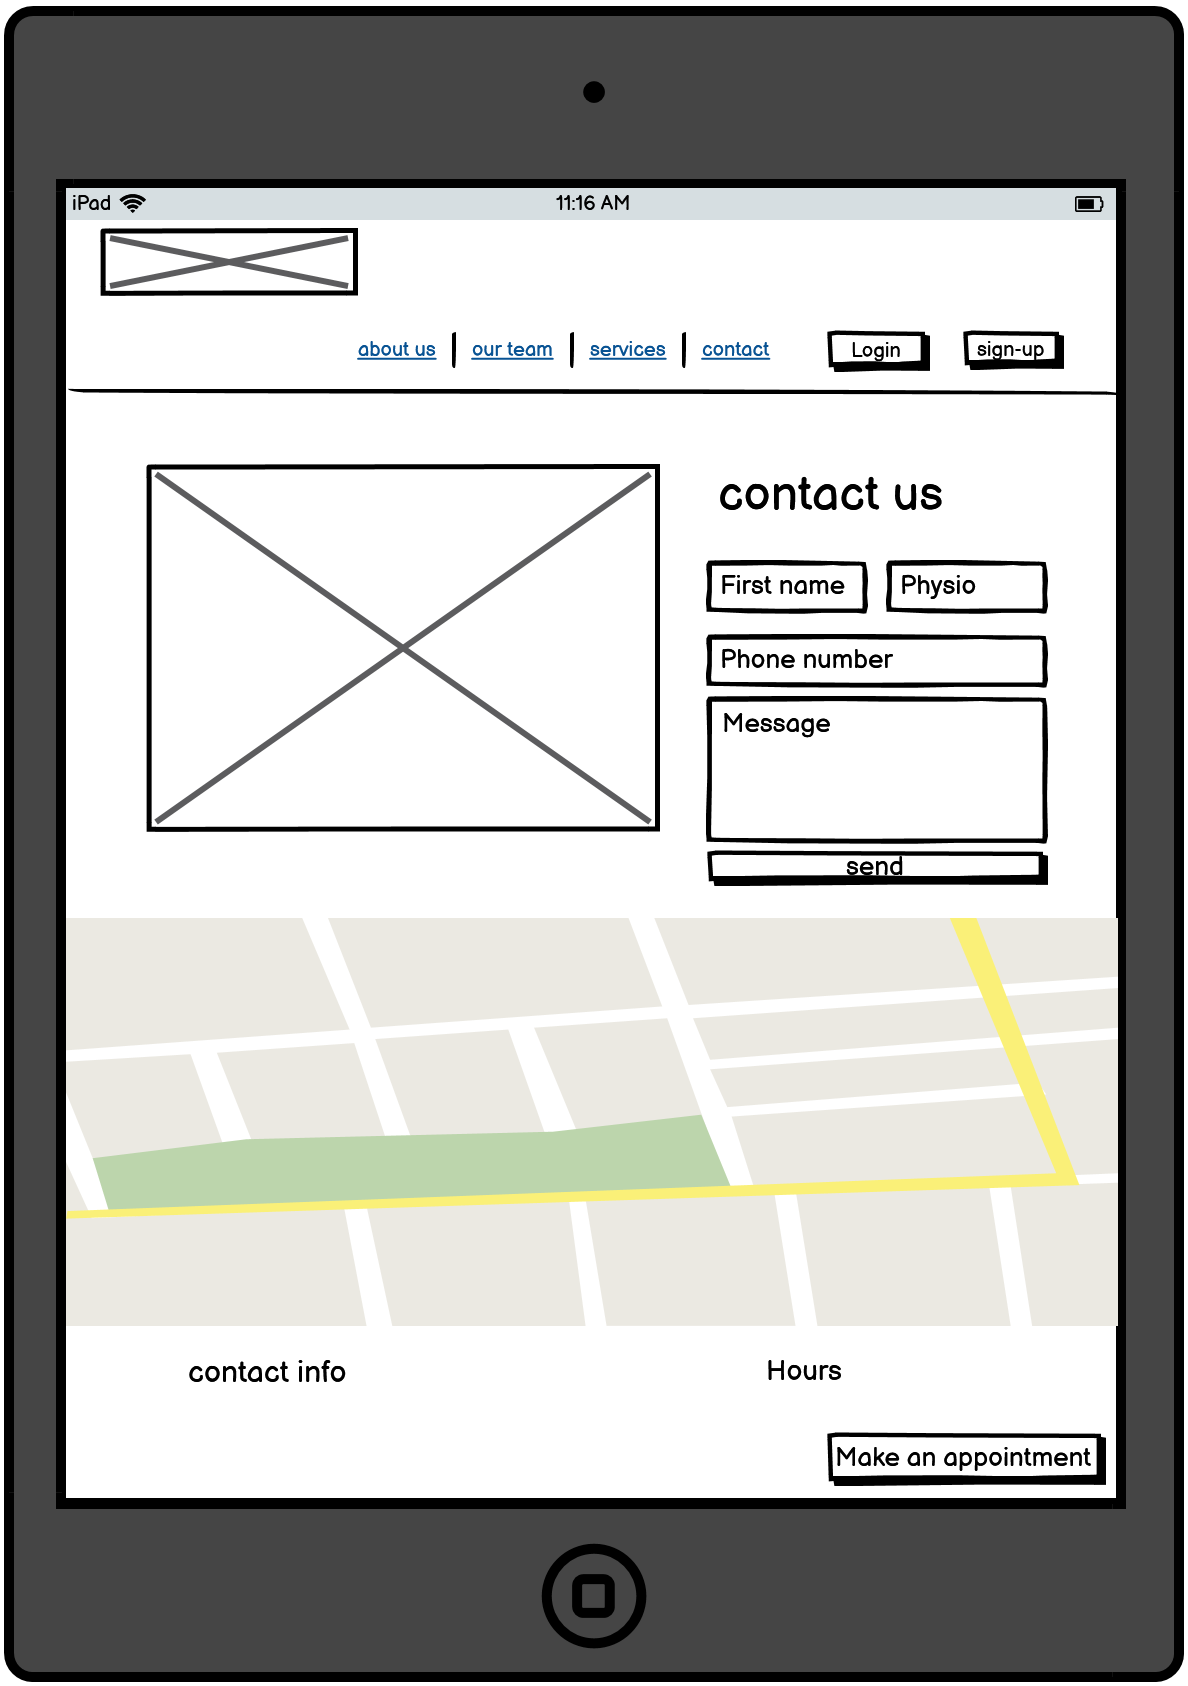 iPad 11:16 AM
about us our team services contact Login sign-up
contact us
First name Physio
Phone number
Message
send
contact info Hours
Make an appointment